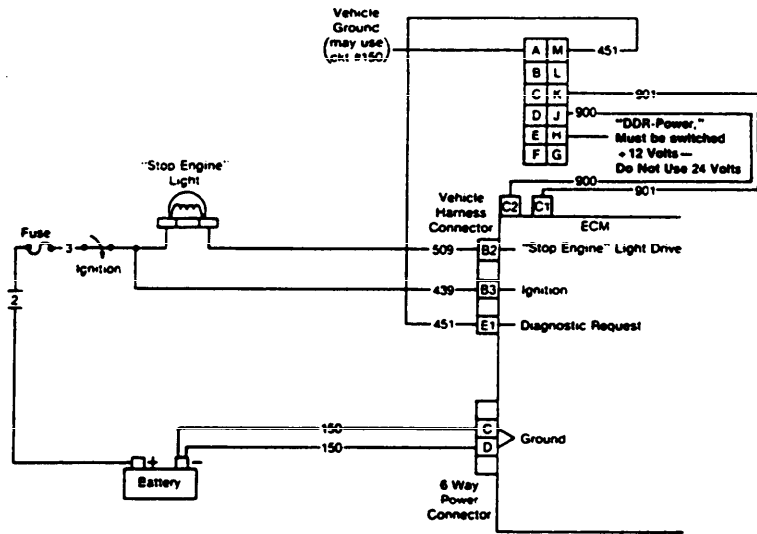 Vehicle
Ground
(may use
ckt #150)
A M
B L
C K
D J
E H
F G
451
901
900
"DDR-Power,"
Must be switched
+ 12 Volts—
Do Not Use 24 Volts
900
901
"Stop Engine"
Light
Vehicle
Harness
Connector
C2
C1
ECM
Fuse
3
Ignition
509
B2
"Stop Engine" Light Drive
2
439
B3
Ignition
451
E1
Diagnostic Request
150
C
150
D
Ground
+
−
Battery
6 Way
Power
Connector